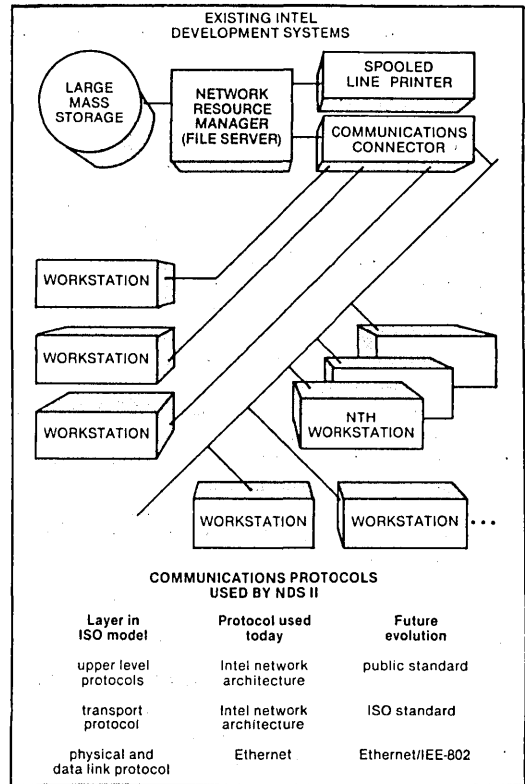 EXISTING INTEL
DEVELOPMENT SYSTEMS
LARGE
MASS
STORAGE
NETWORK
RESOURCE
MANAGER
(FILE SERVER)
SPOOLED
LINE PRINTER
COMMUNICATIONS
CONNECTOR
WORKSTATION
WORKSTATION
WORKSTATION
NTH
WORKSTATION
WORKSTATION
WORKSTATION ...
COMMUNICATIONS PROTOCOLS
USED BY NDS II
Layer in Protocol used Future
ISO model today evolution
upper level Intel network public standard
protocols architecture
transport Intel network ISO standard
protocol architecture
physical and Ethernet Ethernet/IEE-802
data link protocol